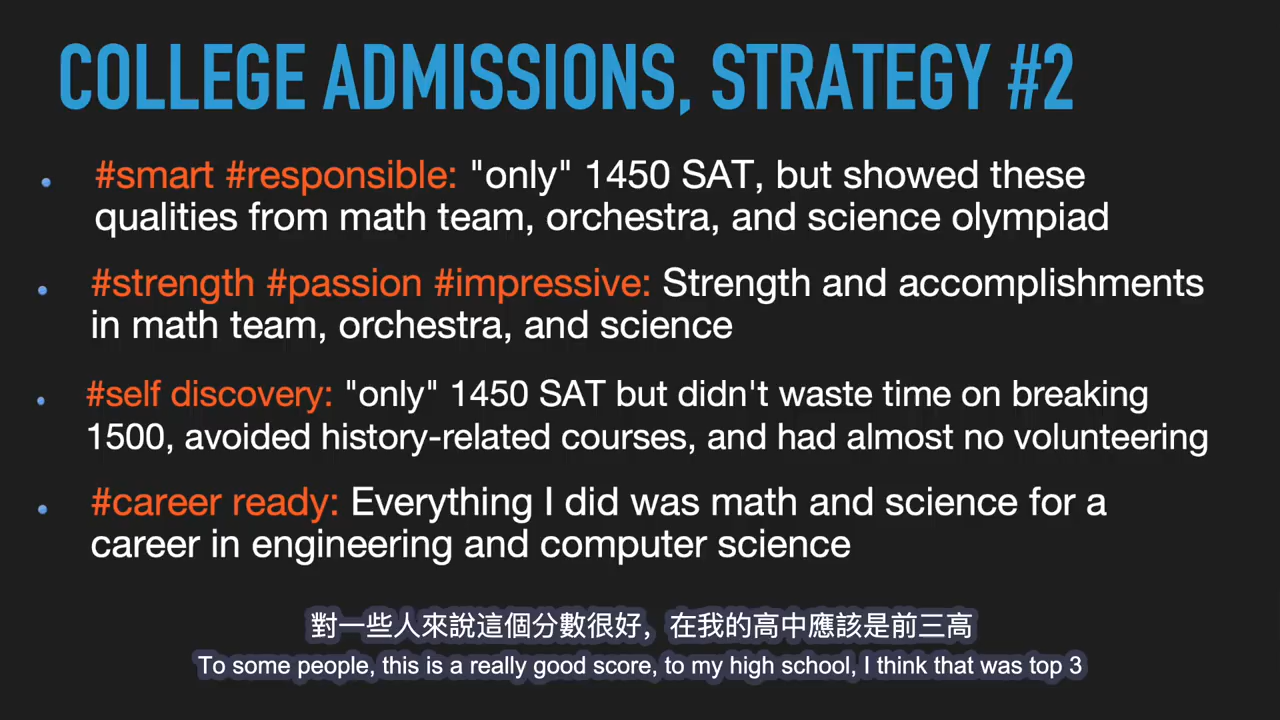 COLLEGE ADMISSIONS, STRATEGY #2
#smart #responsible: "only" 1450 SAT, but showed these
qualities from math team, orchestra, and science olympiad
#strength #passion #impressive: Strength and accomplishments
in math team, orchestra, and science
#self discovery: "only" 1450 SAT but didn't waste time on breaking
1500, avoided history-related courses, and had almost no volunteering
#career ready: Everything I did was math and science for a
career in engineering and computer science
對一些人來說這個分數很好，在我的高中應該是前三高
To some people, this is a really good score, to my high school, I think that was top 3